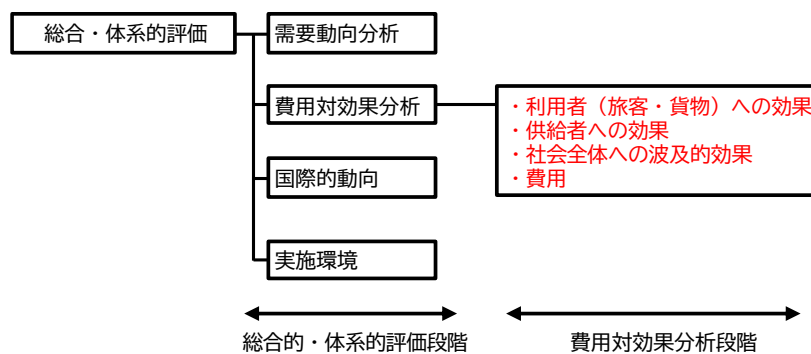 総合・体系的評価
需要動向分析
費用対効果分析
・利用者（旅客・貨物）への効果
・供給者への効果
・社会全体への波及的効果
・費用
国際的動向
実施環境
総合的・体系的評価段階
費用対効果分析段階